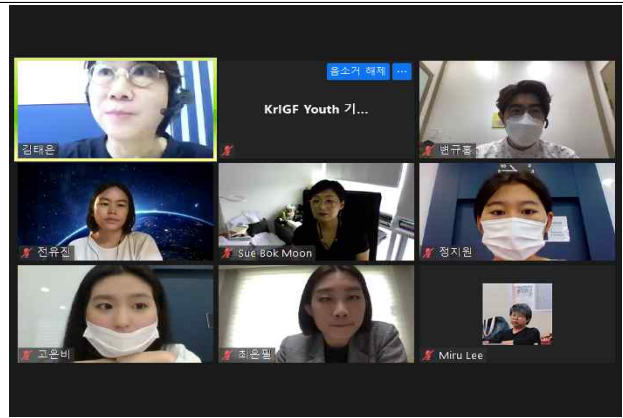 음소거 해제 ...
KrIGF Youth 기...
김태은
변규홍
전유진
Sue Bok Moon
정지원
고은비
최은필
Miru Lee